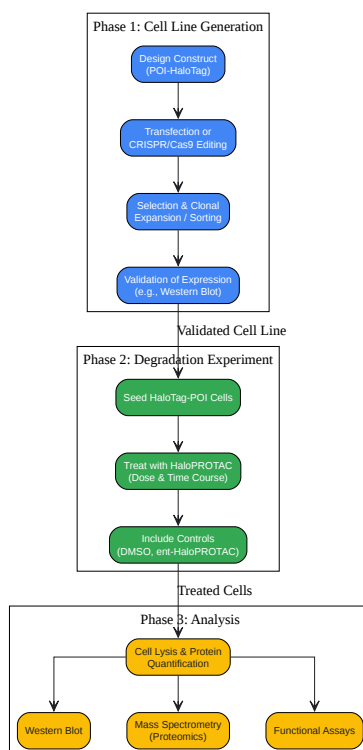 Phase 1: Cell Line Generation
Design Construct
(POI-HaloTag)
Transfection or
CRISPR/Cas9 Editing
Selection & Clonal
Expansion / Sorting
Validation of Expression
(e.g., Western Blot)
Validated Cell Line
Phase 2: Degradation Experiment
Seed HaloTag-POI Cells
Treat with HaloPROTAC
(Dose & Time Course)
Include Controls
(DMSO, ent-HaloPROTAC)
Treated Cells
Phase 3: Analysis
Cell Lysis & Protein
Quantification
Western Blot
Mass Spectrometry
(Proteomics)
Functional Assays